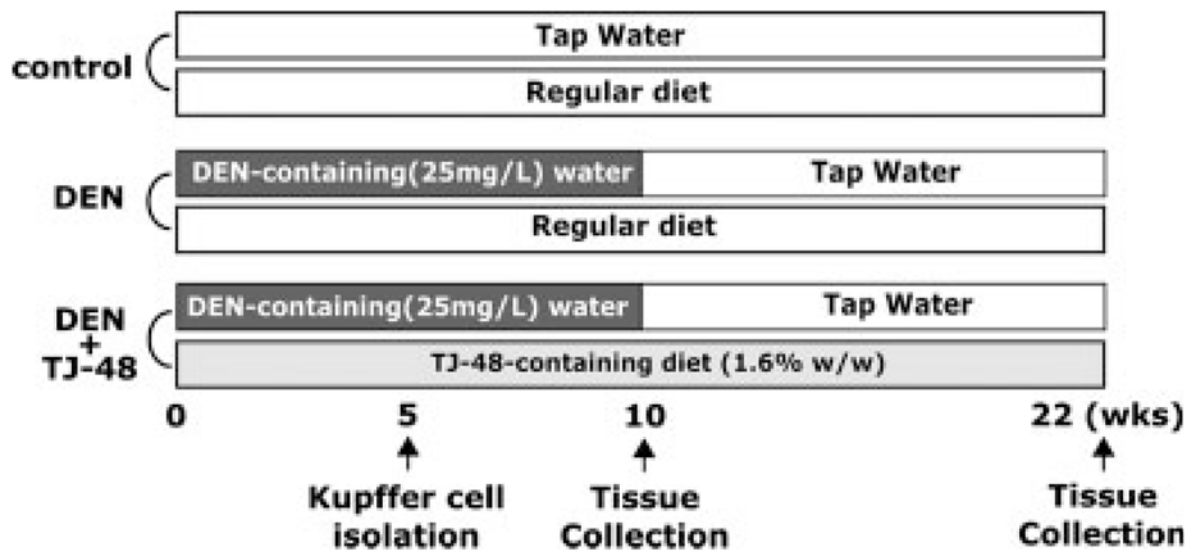 control
Tap Water
Regular diet
DEN
DEN-containing(25mg/L) water
Tap Water
Regular diet
DEN
+
TJ-48
DEN-containing(25mg/L) water
Tap Water
TJ-48-containing diet (1.6% w/w)
0
5
10
22 (wks)
Kupffer cell
isolation
Tissue
Collection
Tissue
Collection